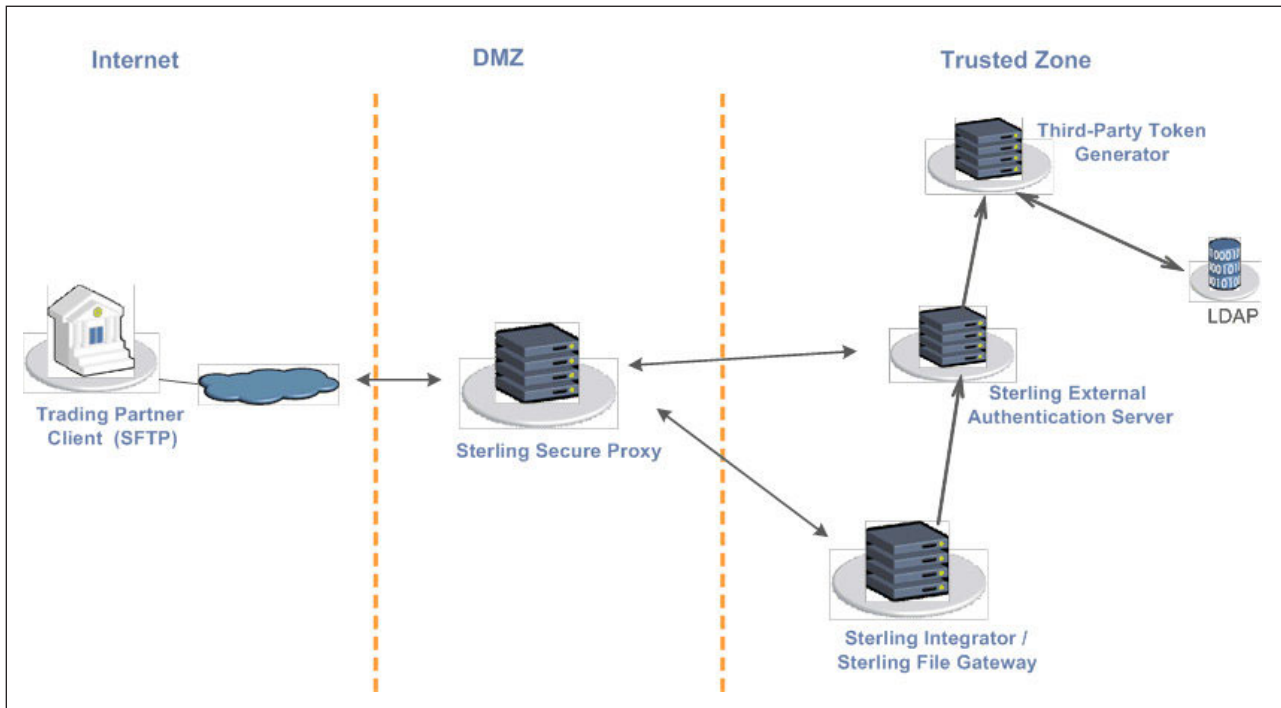 Internet
DMZ
Trusted Zone
Third-Party Token
Generator
LDAP
Trading Partner
Client (SFTP)
Sterling Secure Proxy
Sterling External
Authentication Server
Sterling Integrator /
Sterling File Gateway